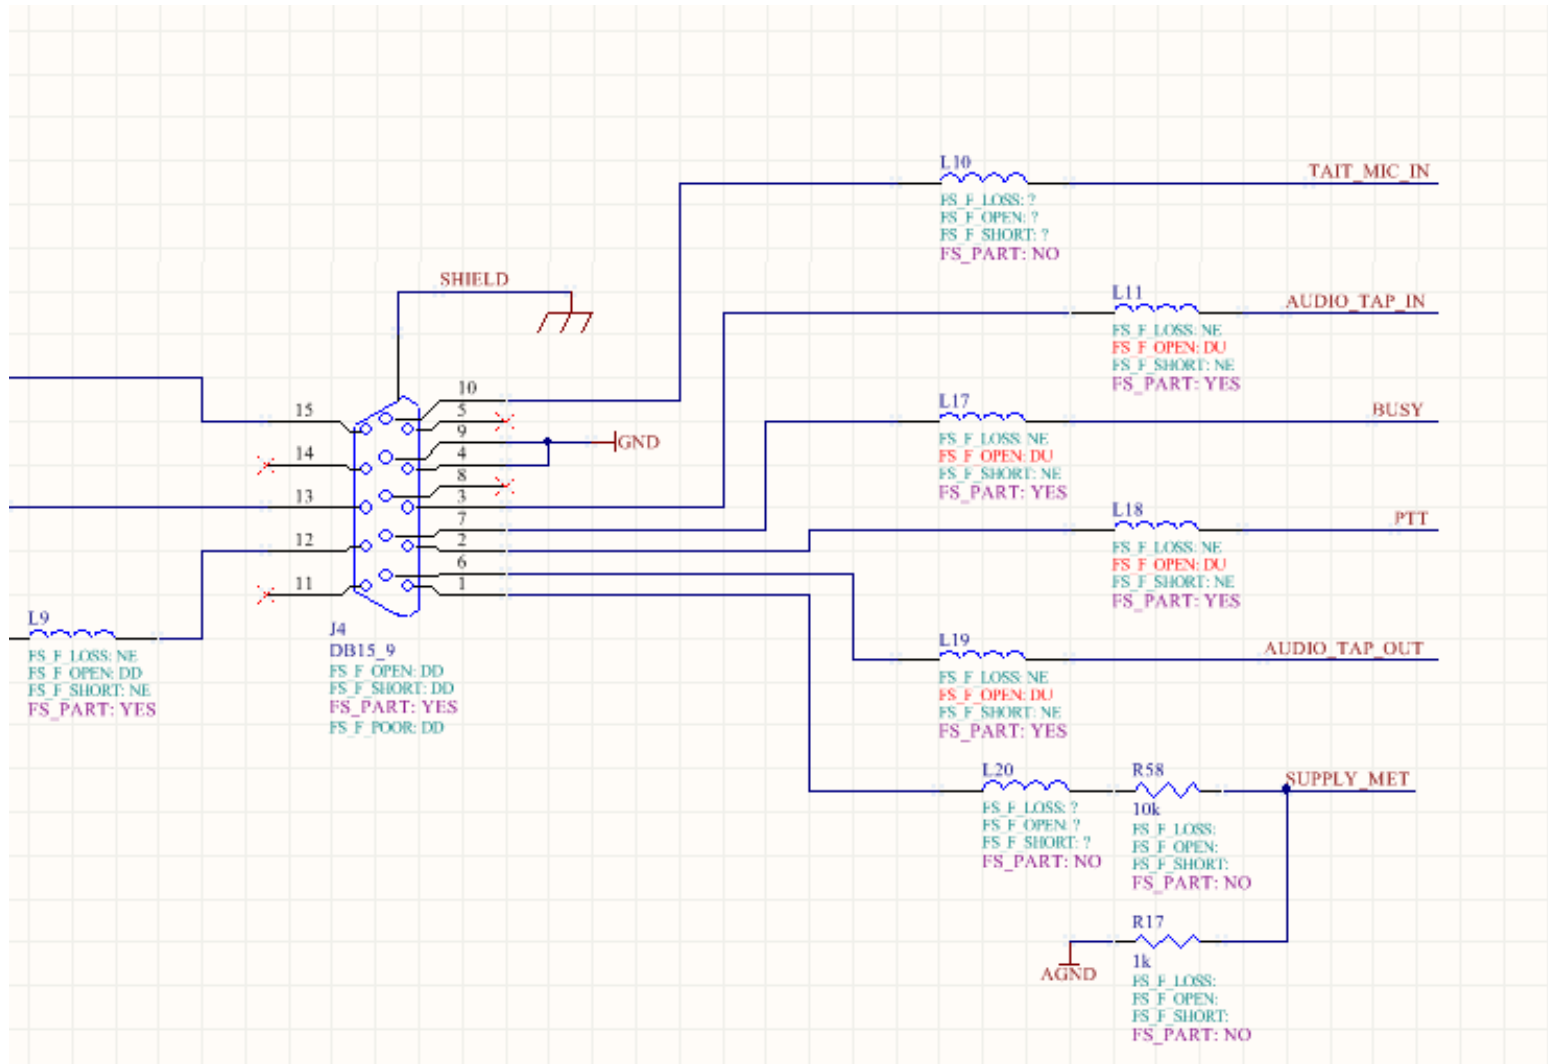 L10
TAIT_MIC_IN
FS_F_LOSS: ?
FS_F_OPEN: ?
FS_F_SHORT: ?
FS_PART: NO
SHIELD
L11
AUDIO_TAP_IN
FS_F_LOSS: NE
FS_F_OPEN: DU
FS_F_SHORT: NE
FS_PART: YES
10
15
5
9
GND
14
4
8
13
3
7
12
2
6
11
1
L17
BUSY
FS_F_LOSS: NE
FS_F_OPEN: DU
FS_F_SHORT: NE
FS_PART: YES
L18
PTT
FS_F_LOSS: NE
FS_F_OPEN: DU
FS_F_SHORT: NE
FS_PART: YES
L9
FS_F_LOSS: NE
FS_F_OPEN: DD
FS_F_SHORT: NE
FS_PART: YES
J4
DB15_9
FS_F_OPEN: DD
FS_F_SHORT: DD
FS_PART: YES
FS_F_POOR: DD
L19
AUDIO_TAP_OUT
FS_F_LOSS: NE
FS_F_OPEN: DU
FS_F_SHORT: NE
FS_PART: YES
L20
FS_F_LOSS: ?
FS_F_OPEN: ?
FS_F_SHORT: ?
FS_PART: NO
R58
10k
FS_F_LOSS:
FS_F_OPEN:
FS_F_SHORT:
FS_PART: NO
SUPPLY_MET
R17
1k
FS_F_LOSS:
FS_F_OPEN:
FS_F_SHORT:
FS_PART: NO
AGND